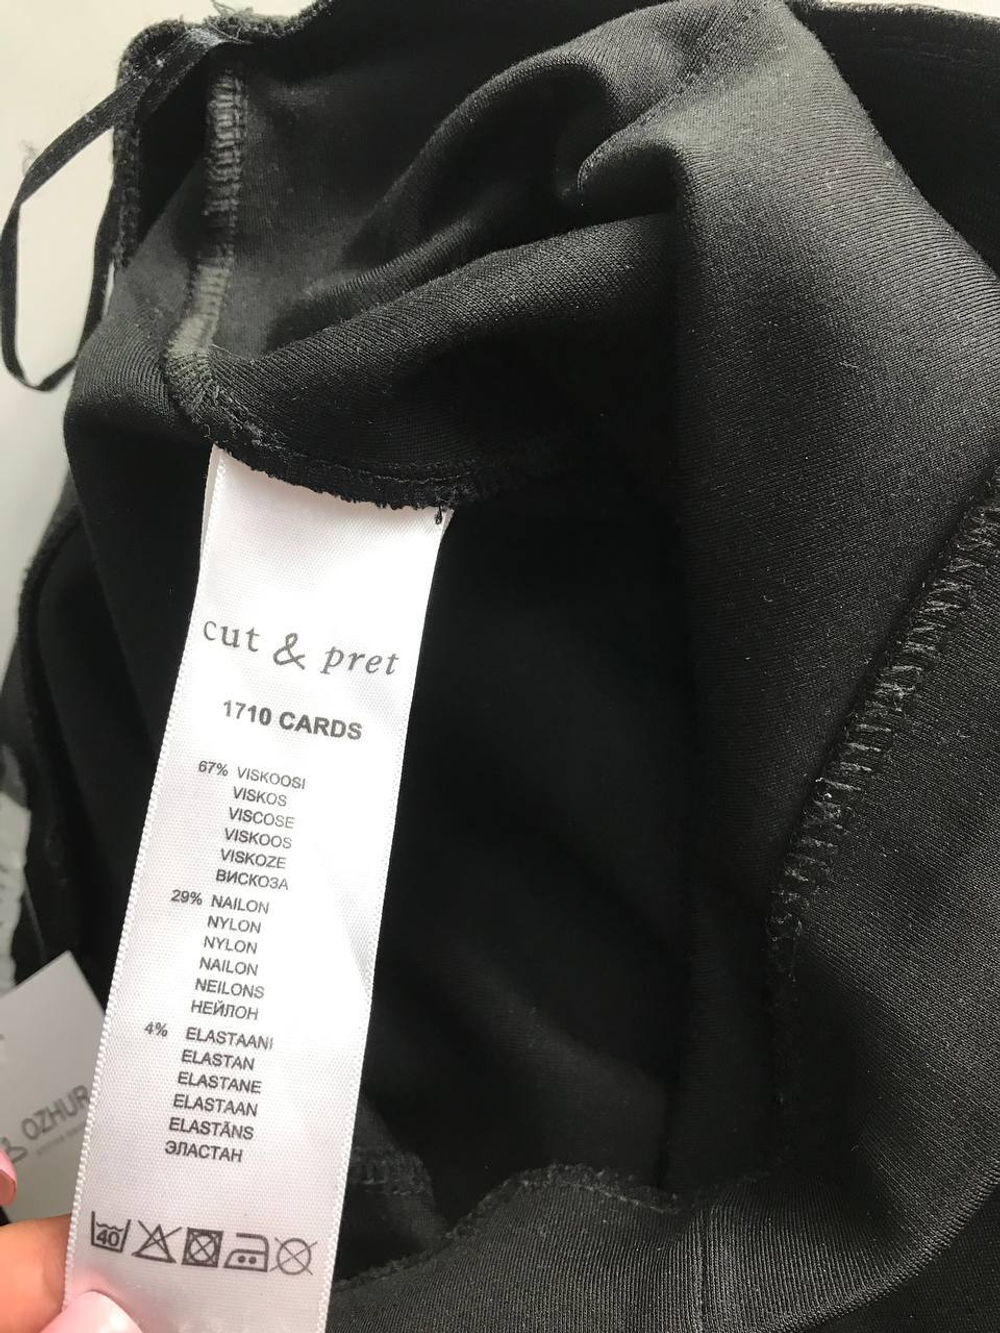 cut & pret
1710 CARDS
67% VISKOOSI
VISKOS
VISCOSE
VISKOOS
VISKOZE
ВИСКОЗА
29% NAILON
NYLON
NYLON
NAILON
NEILONS
НЕЙЛОН
4% ELASTAANI
ELASTAN
ELASTANE
ELASTAAN
ELASTĀNS
ЭЛАСТАН
40
OZHUR